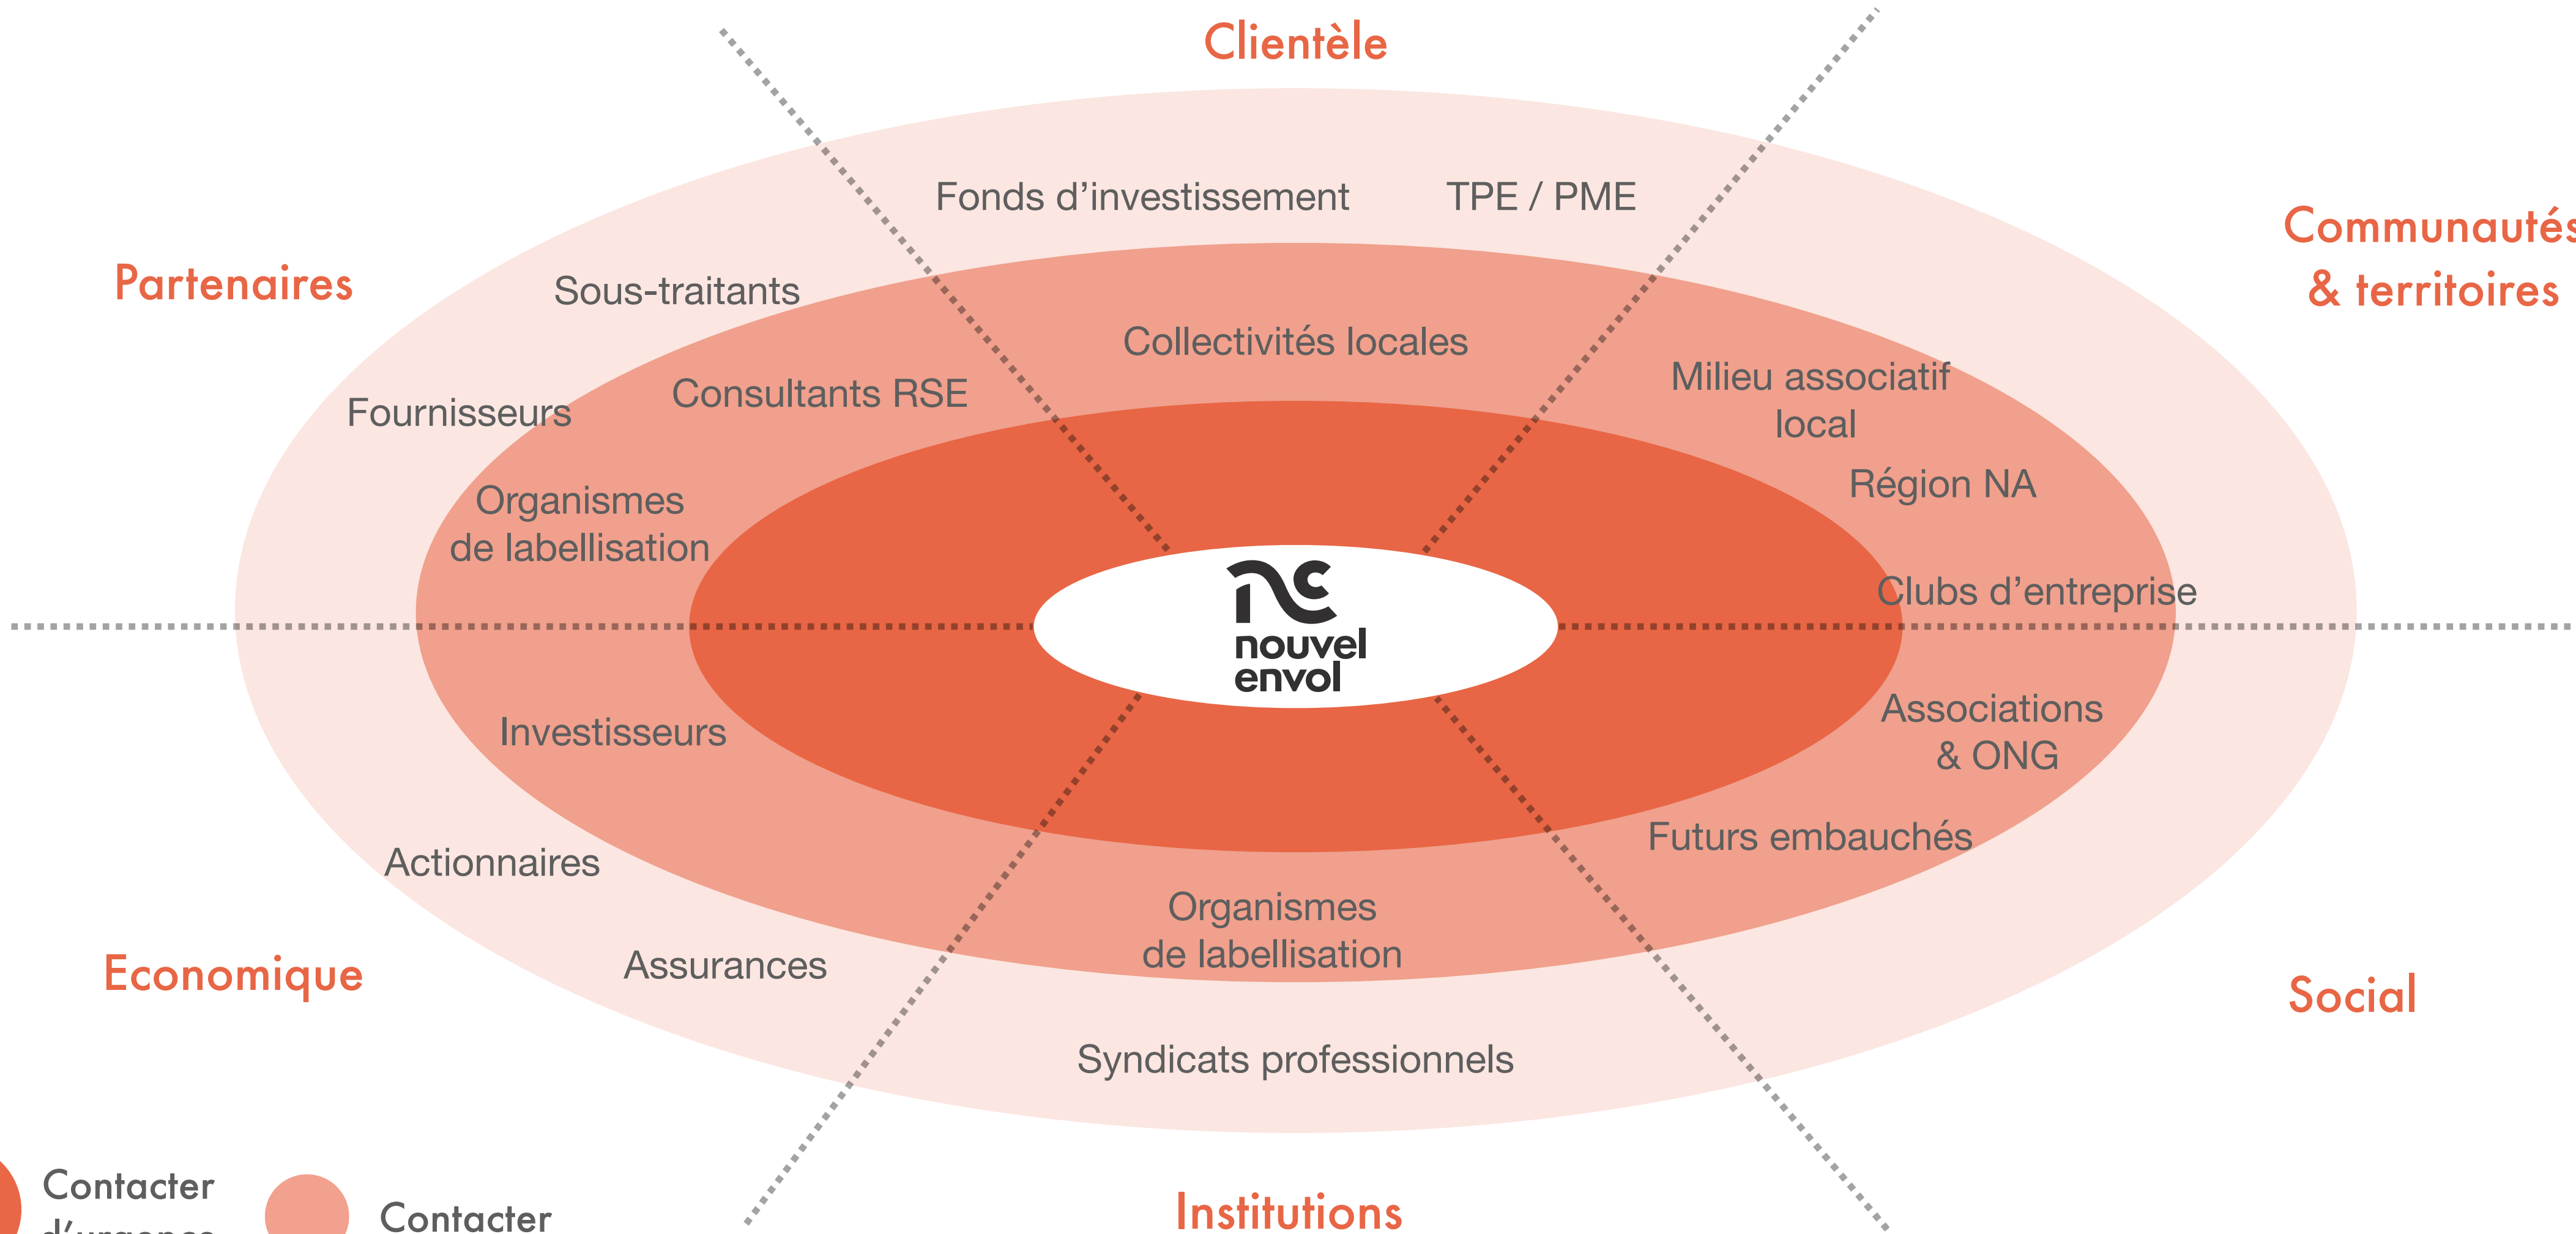 Clientèle
Fonds d’investissement
TPE / PME
Communautés
& territoires
Partenaires
Sous-traitants
Collectivités locales
Milieu associatif
local
Consultants RSE
Fournisseurs
Région NA
Organismes
de labellisation
Clubs d’entreprise
nouvel
envol
Investisseurs
Associations
& ONG
Futurs embauchés
Actionnaires
Organismes
de labellisation
Assurances
Economique
Social
Syndicats professionnels
Institutions
Contacter
d’urgence
Contacter